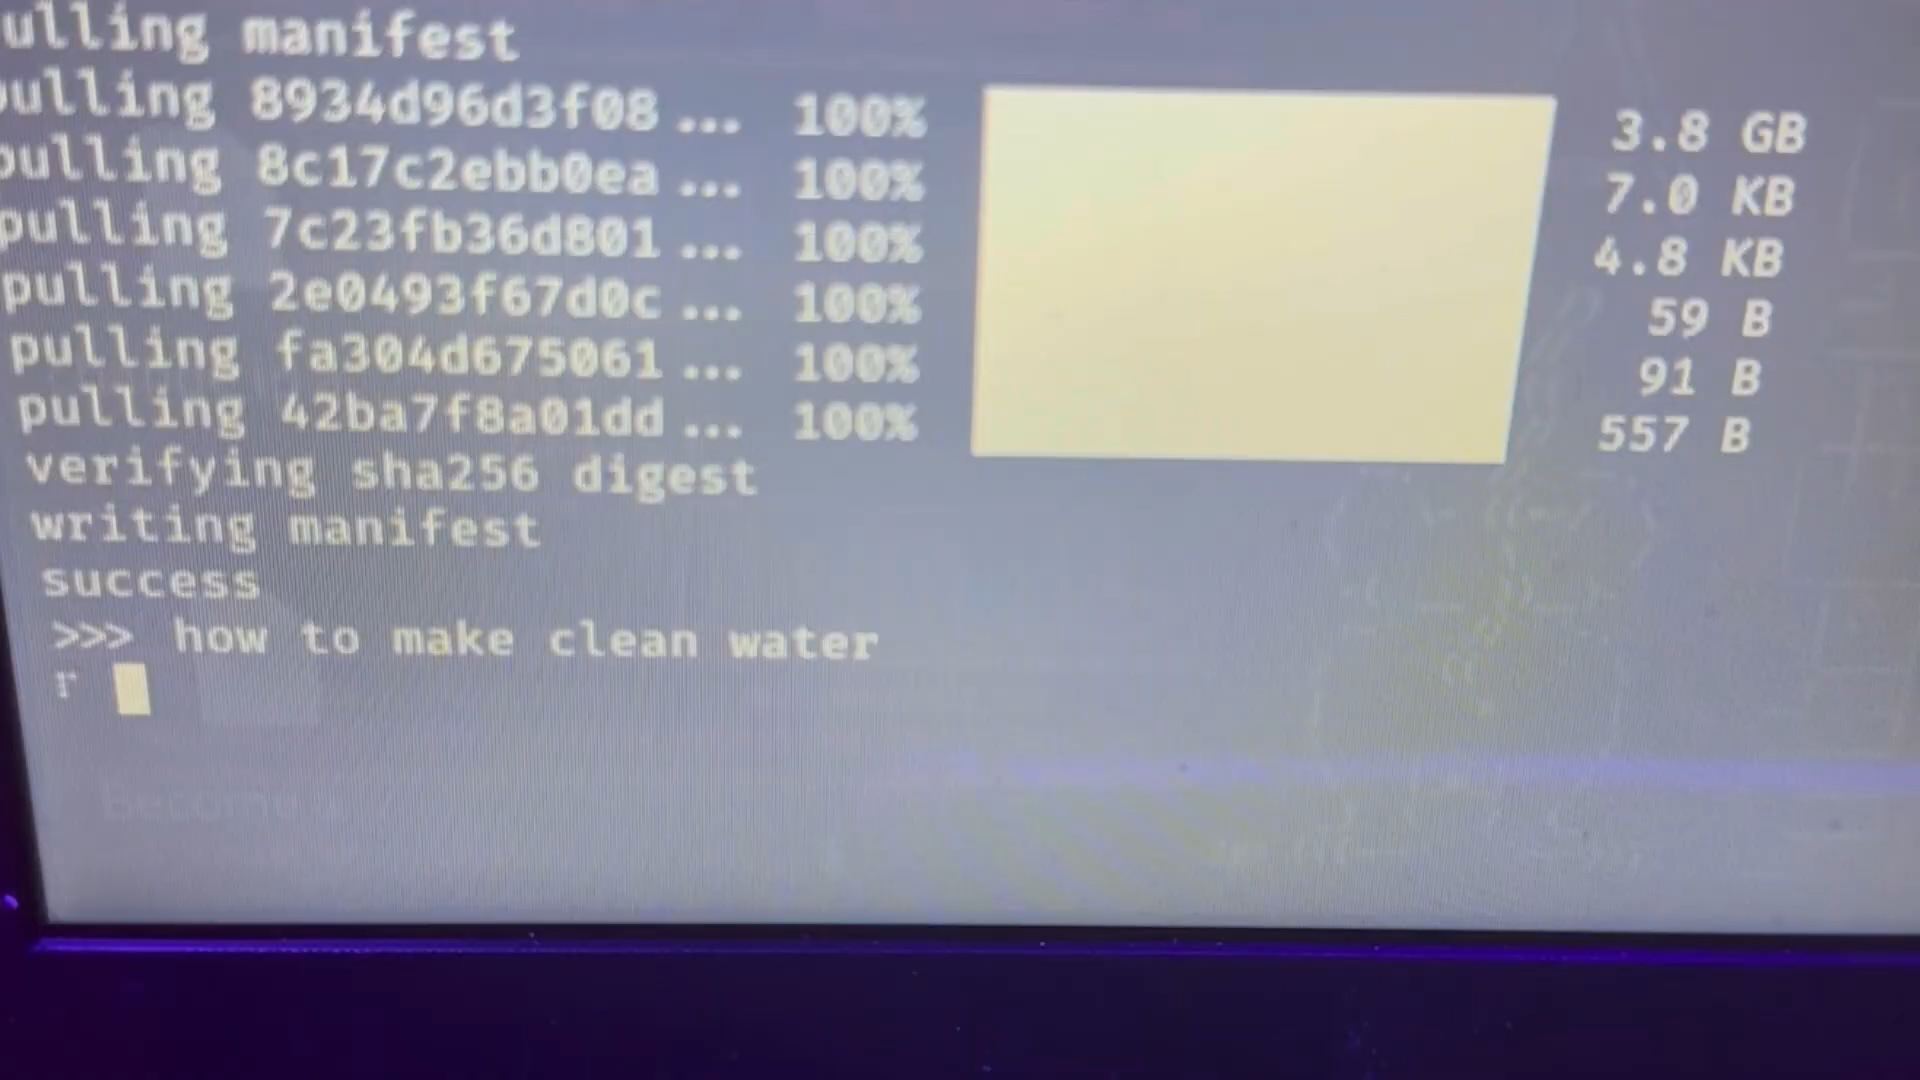 ulling manifest
pulling 8934d96d3f08 ... 100% 3.8 GB
pulling 8c17c2ebb0ea ... 100% 7.0 KB
pulling 7c23fb36d801 ... 100% 4.8 KB
pulling 2e0493f67d0c ... 100% 59 B
pulling fa304d675061 ... 100% 91 B
pulling 42ba7f8a01dd ... 100% 557 B
verifying sha256 digest
writing manifest
success
>>> how to make clean water
r